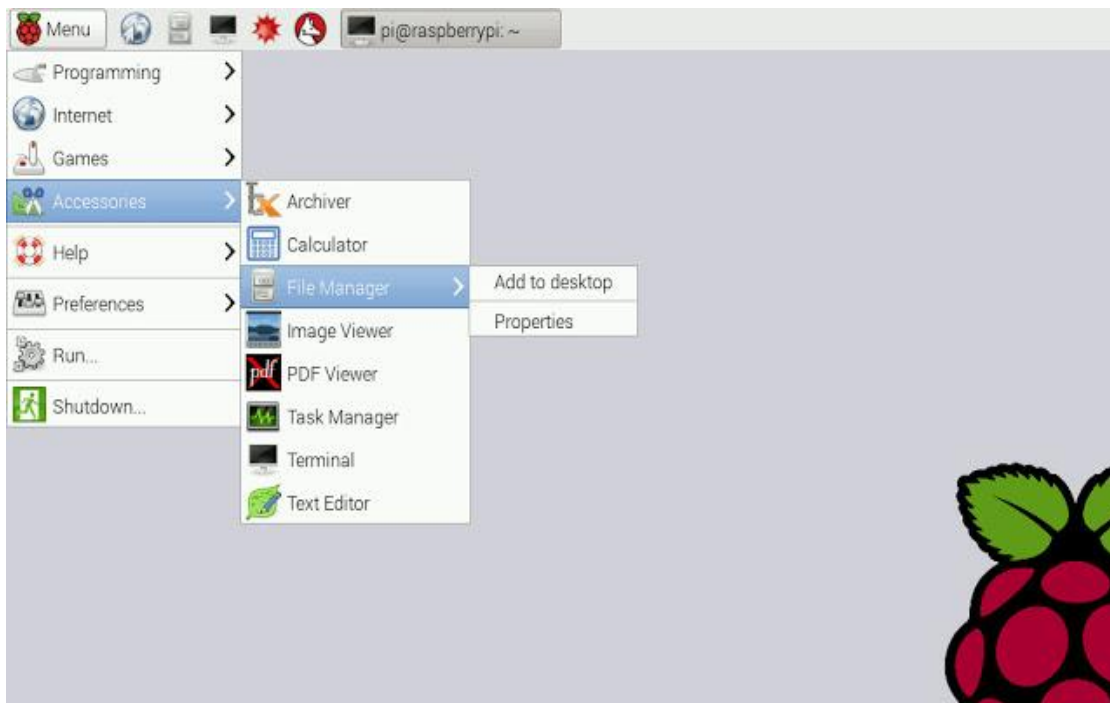 Menu
pi@raspberrypi: ~
Programming
Internet
Games
Accessories
Help
Preferences
Run...
Shutdown...
Archiver
Calculator
File Manager
Image Viewer
pdf
PDF Viewer
Task Manager
Terminal
Text Editor
Add to desktop
Properties